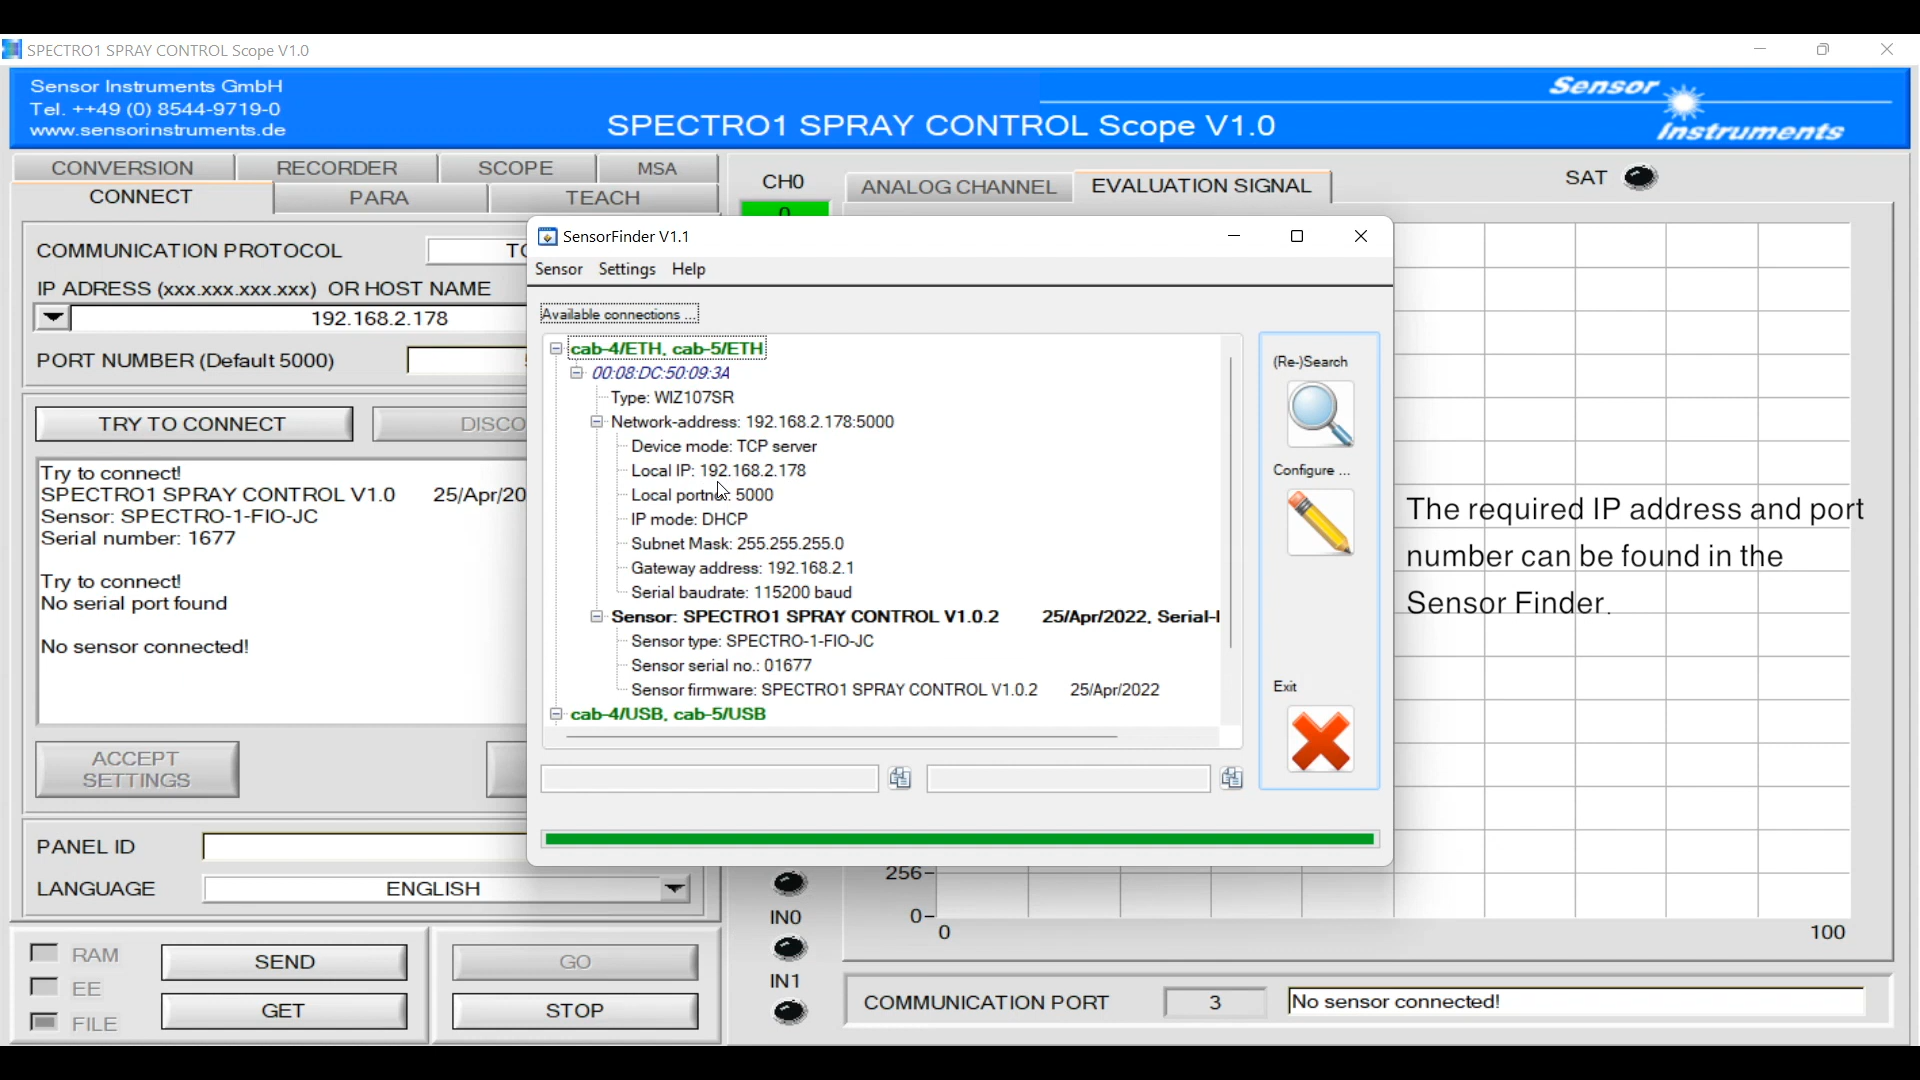 SPECTRO1 SPRAY CONTROL Scope V1.0
Sensor Instruments GmbH
Tel. ++49 (0) 8544-9719-0
www.sensorinstruments.de
SPECTRO1 SPRAY CONTROL Scope V1.0
Sensor
Instruments
CONVERSION
RECORDER
SCOPE
MSA
CONNECT
PARA
TEACH
CH0
0
ANALOG CHANNEL
EVALUATION SIGNAL
SAT
COMMUNICATION PROTOCOL
IP ADRESS (xxx.xxx.xxx.xxx) OR HOST NAME
192.168.2.178
PORT NUMBER (Default 5000)
TRY TO CONNECT
Try to connect!
SPECTRO1 SPRAY CONTROL V1.0 25/Apr/20
Sensor: SPECTRO-1-FIO-JC
Serial number: 1677
Try to connect!
No serial port found
No sensor connected!
ACCEPT
SETTINGS
PANEL ID
LANGUAGE
ENGLISH
RAM
EE
FILE
SEND
GET
GO
STOP
SensorFinder V1.1
Sensor Settings Help
Available connections ...
cab-4/ETH, cab-5/ETH
00:08:DC:50:09:3A
Type: WIZ107SR
Network-address: 192.168.2.178:5000
Device mode: TCP server
Local IP: 192.168.2.178
Local portno.: 5000
IP mode: DHCP
Subnet Mask: 255.255.255.0
Gateway address: 192.168.2.1
Serial baudrate: 115200 baud
Sensor: SPECTRO1 SPRAY CONTROL V1.0.2 25/Apr/2022, Serial-
Sensor type: SPECTRO-1-FIO-JC
Sensor serial no.: 01677
Sensor firmware: SPECTRO1 SPRAY CONTROL V1.0.2 25/Apr/2022
cab-4/USB, cab-5/USB
(Re-)Search
Configure ...
Exit
The required IP address and port
number can be found in the
Sensor Finder.
256
0
0
100
IN0
IN1
COMMUNICATION PORT
3
No sensor connected!